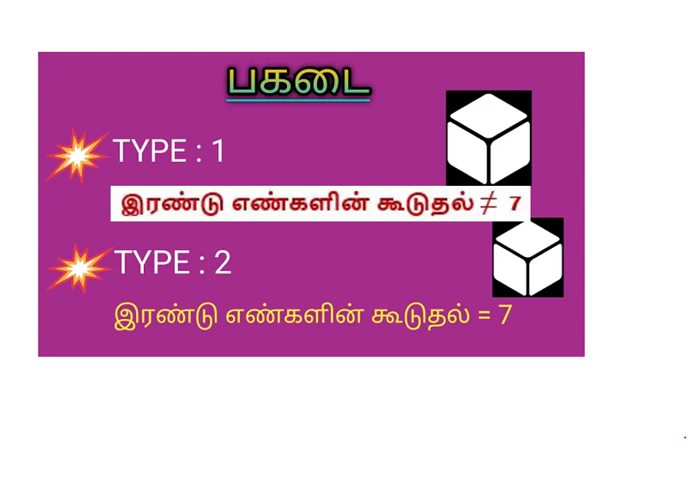 பகடை
TYPE : 1
இரண்டு எண்களின் கூடுதல் ≠ 7
TYPE : 2
இரண்டு எண்களின் கூடுதல் = 7